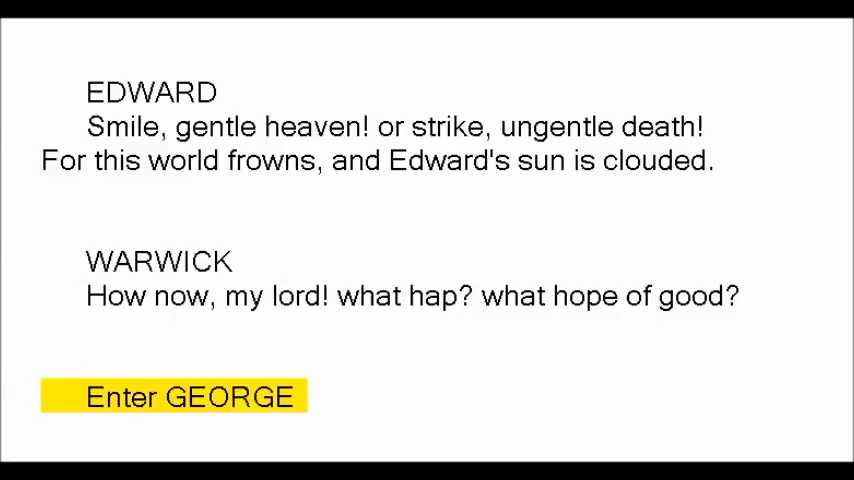 EDWARD
Smile, gentle heaven! or strike, ungentle death!
For this world frowns, and Edward's sun is clouded.
WARWICK
How now, my lord! what hap? what hope of good?
Enter GEORGE